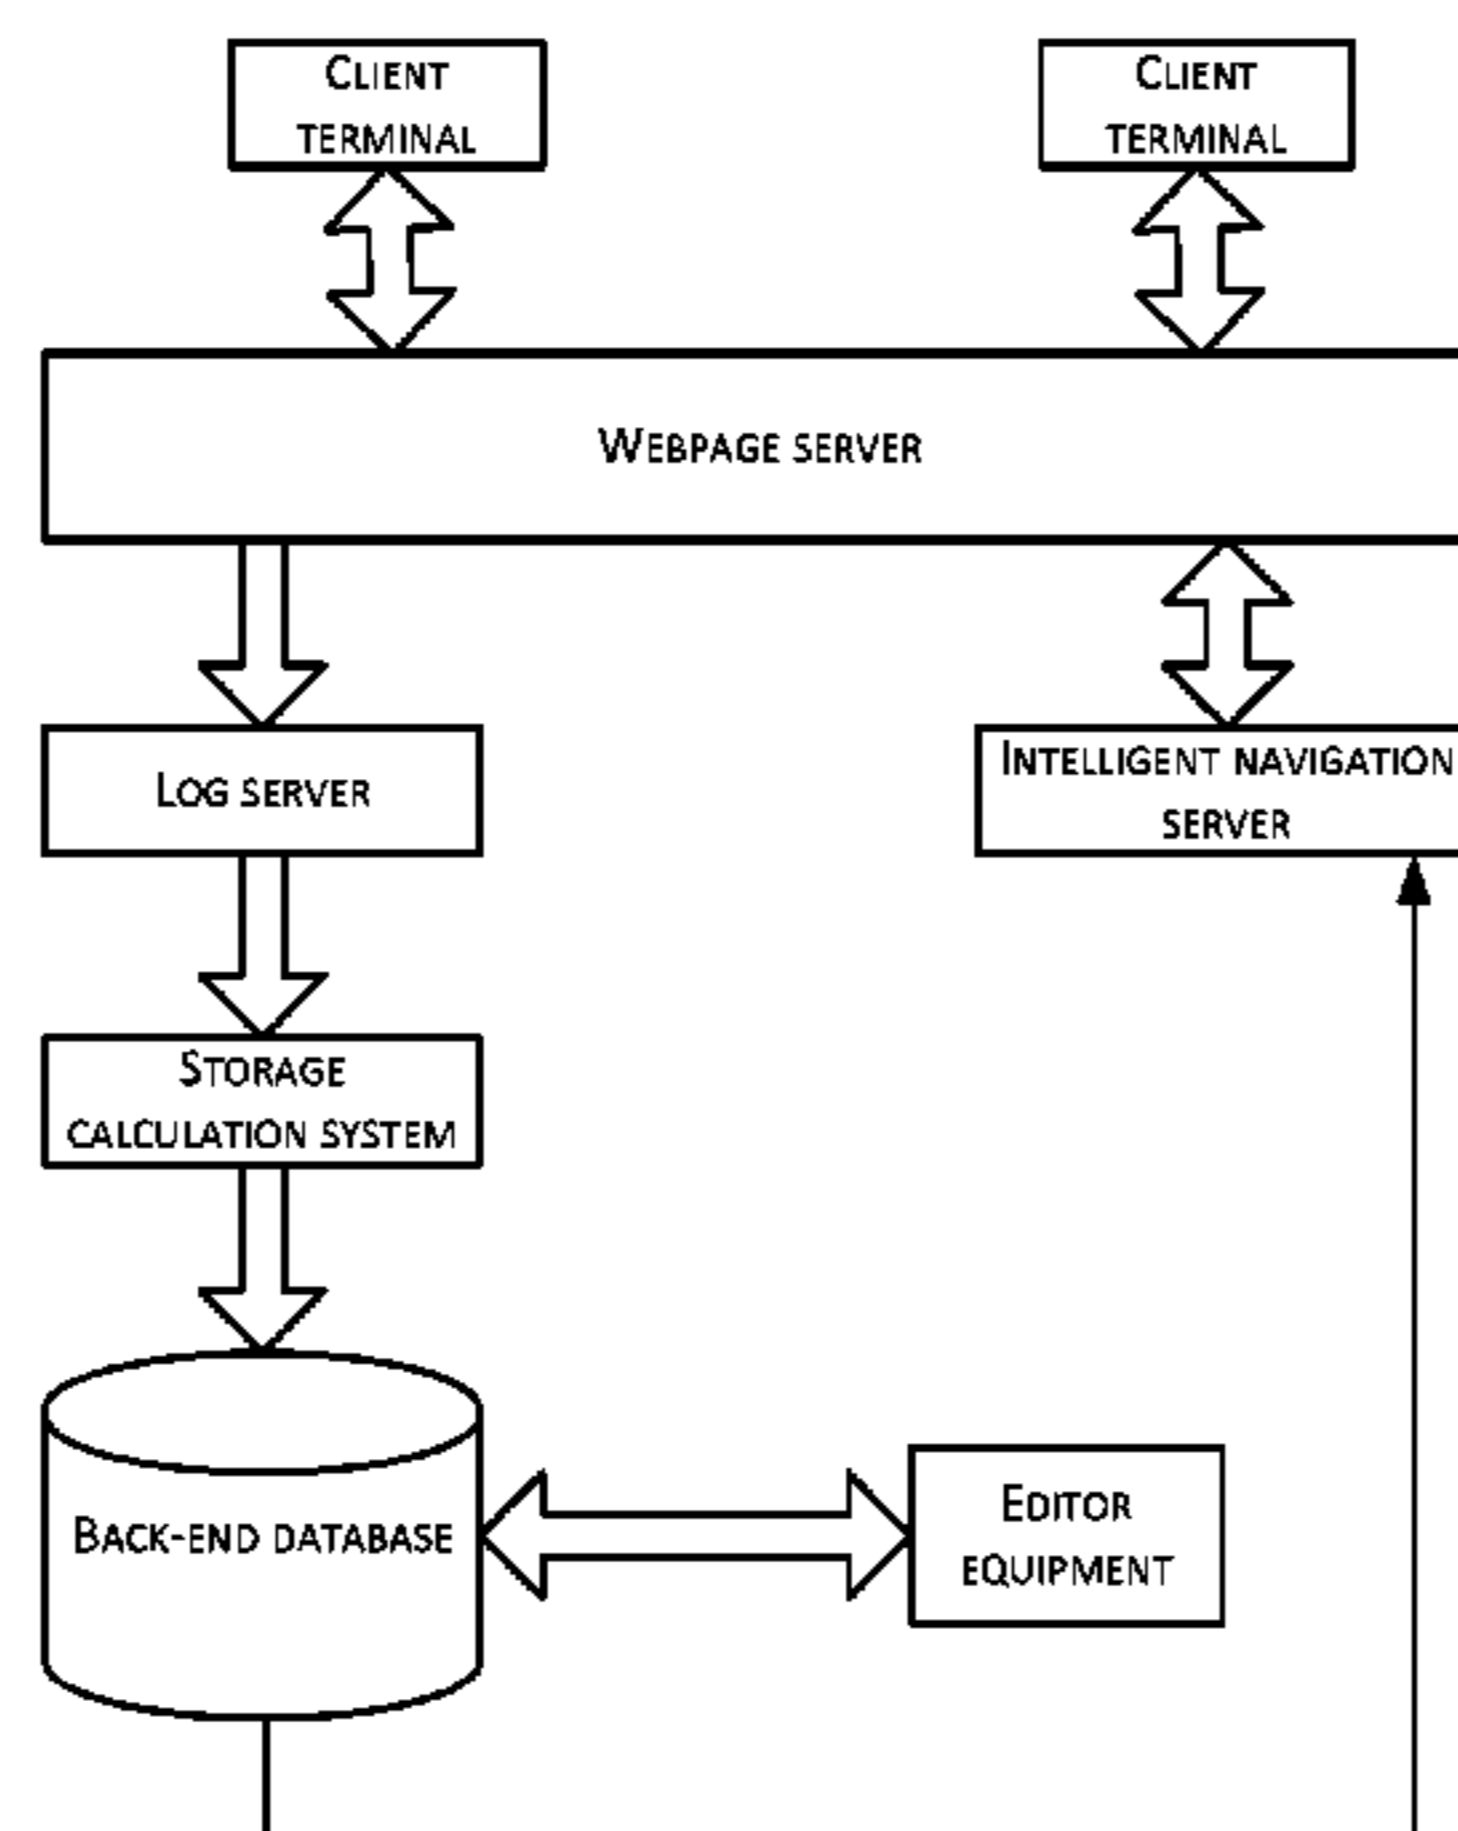 Client
terminal
Client
terminal
Webpage server
Log server
Intelligent navigation
server
Storage
calculation system
Back-end database
Editor
equipment